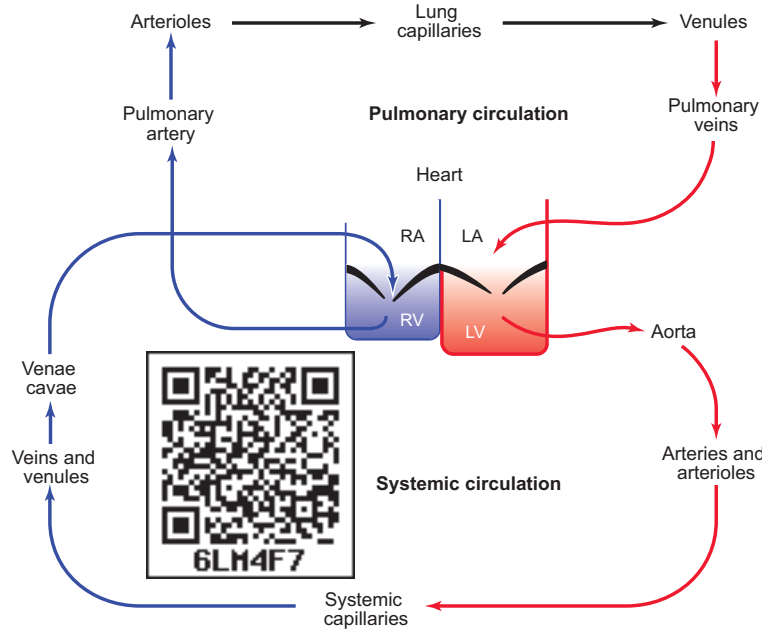 Arterioles
Lung
capillaries
Venules
Pulmonary
artery
Pulmonary circulation
Pulmonary
veins
Heart
RA
LA
RV
LV
Aorta
Venae
cavae
Veins and
venules
Arteries and
arterioles
Systemic circulation
6LM4F7
Systemic
capillaries